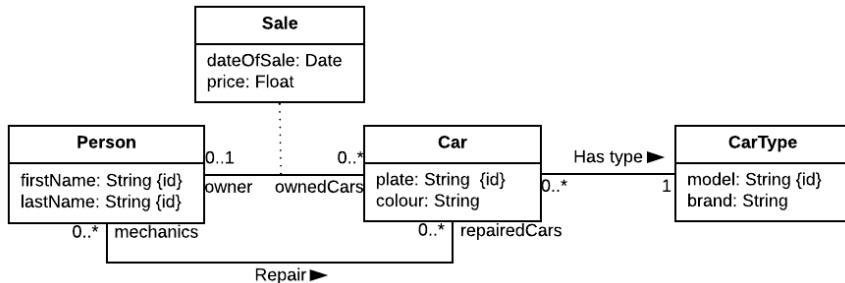 Sale
dateOfSale: Date
price: Float
Person
firstName: String {id}
lastName: String {id}
0..1
0..*
owner
ownedCars
Car
plate: String  {id}
colour: String
Has type ►
0..*
1
CarType
model: String {id}
brand: String
0..*
mechanics
0..*
repairedCars
Repair ►